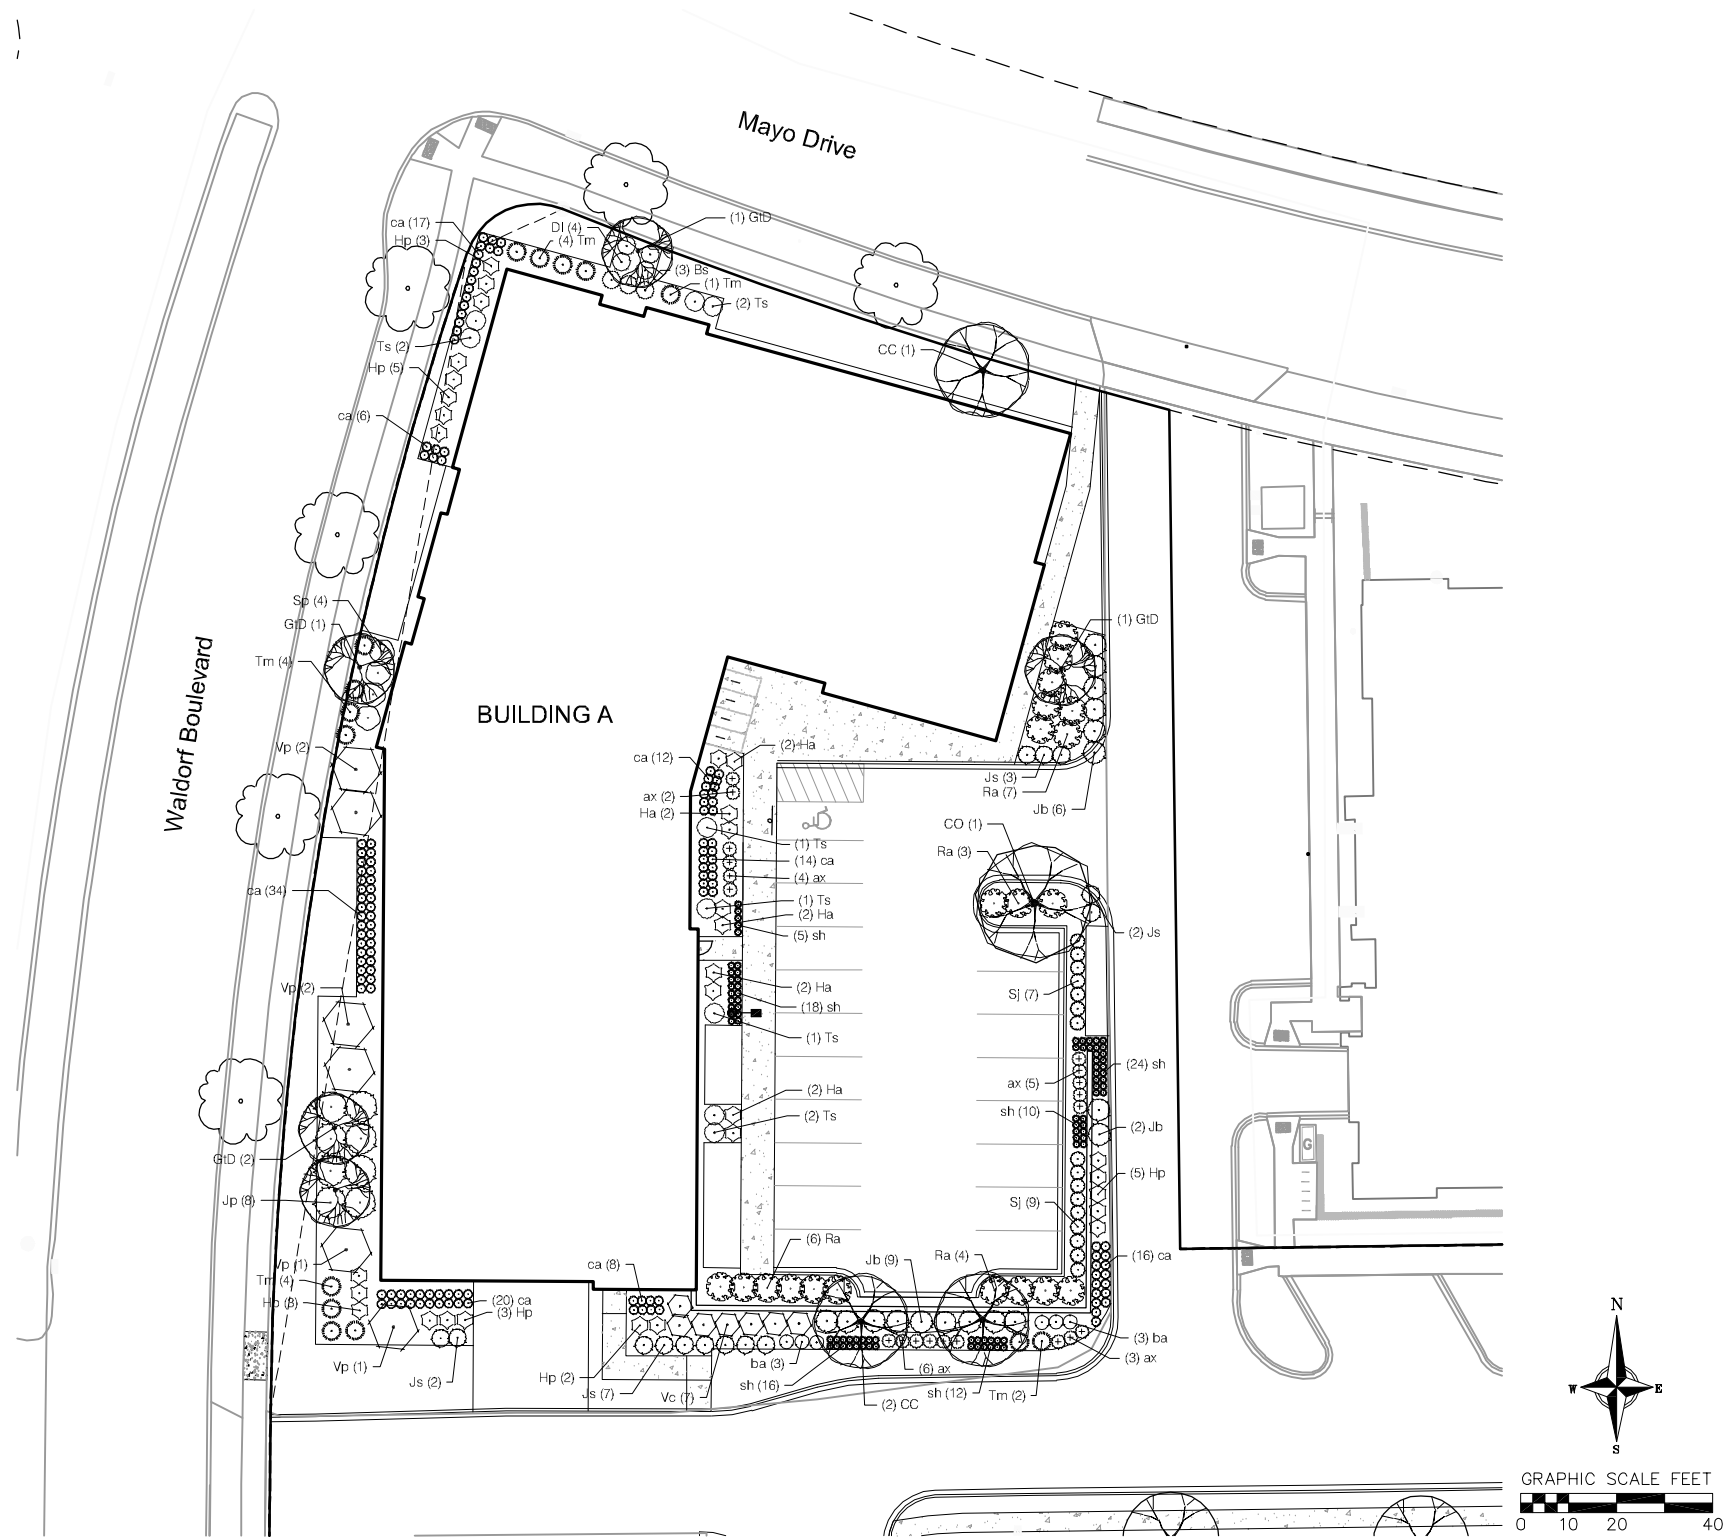 Mayo Drive
ca (17)
(1) GtD
DI (4)
Hp (3)
(4) Tm
(3) Bs
(1) Tm
(2) Ts
Ts (2)
CC (1)
Hp (5)
ca (6)
Sp (4)
GtD (1)
(1) GtD
Tm (4)
Waldorf Boulevard
BUILDING A
Vp (2)
(2) Ha
ca (12)
Js (3)
Ra (7)
ax (2)
Jb (6)
Ha (2)
CO (1)
(1) Ts
Ra (3)
(14) ca
(4) ax
ca (34)
(1) Ts
(2) Ha
(2) Js
(5) sh
Vp (2)
(2) Ha
Sj (7)
(18) sh
(1) Ts
(24) sh
ax (5)
(2) Ha
sh (10)
(2) Ts
(2) Jb
G
GtD (2)
(5) Hp
Jp (8)
Sj (9)
(6) Ra
Ra (4)
(16) ca
Jb (9)
Vp (1)
ca (8)
Tm (4)
(20) ca
Hp (3)
(3) Hp
N
(3) ba
(3) ax
Vp (1)
ba (3)
(6) ax
Js (2)
Hp (2)
sh (16)
Js (7)
sh (12)
Tm (2)
Vc (7)
(2) CC
W
E
S
GRAPHIC SCALE FEET
0 10 20 40